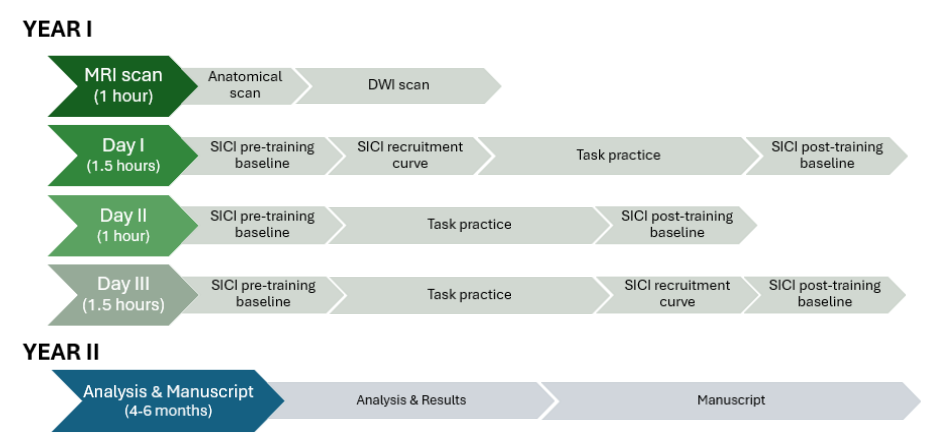 YEAR I
MRI scan
(1 hour)
Anatomical
scan
DWI scan
Day I
(1.5 hours)
SICI pre-training
baseline
SICI recruitment
curve
Task practice
SICI post-training
baseline
Day II
(1 hour)
SICI pre-training
baseline
Task practice
SICI post-training
baseline
Day III
(1.5 hours)
SICI pre-training
baseline
Task practice
SICI recruitment
curve
SICI post-training
baseline
YEAR II
Analysis & Manuscript
(4-6 months)
Analysis & Results
Manuscript